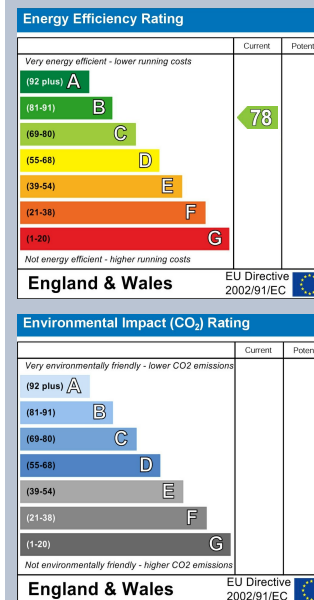 Energy Efficiency Rating
Current Potent
Very energy efficient - lower running costs
(92 plus) A
(81-91) B
78
(69-80) C
(55-68) D
(39-54) E
(21-38) F
(1-20) G
Not energy efficient - higher running costs
England & Wales
EU Directive
2002/91/EC
Environmental Impact (CO₂) Rating
Current Poten
Very environmentally friendly - lower CO2 emissions
(92 plus) A
(81-91) B
(69-80) C
(55-68) D
(39-54) E
(21-38) F
(1-20) G
Not environmentally friendly - higher CO2 emissions
England & Wales
EU Directive
2002/91/EC